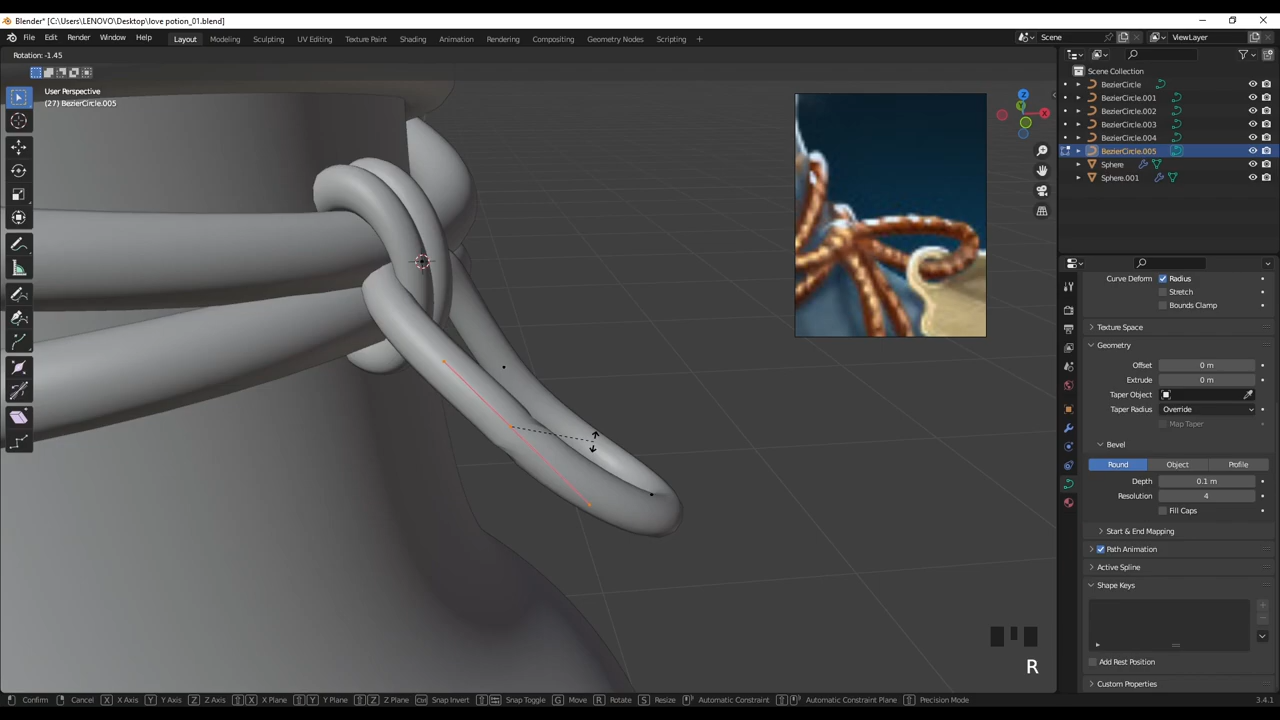 Blender* [C:\Users\LENOVO\Desktop\love potion_01.blend]
File Edit Render Window Help Layout Modeling Sculpting UV Editing Texture Paint Shading Animation Rendering Compositing Geometry Nodes Scripting + Scene ViewLayer
Rotation: -1.45
User Perspective
(27) BezierCircle.005
Z
Y
X
Scene Collection
BezierCircle
BezierCircle.001
BezierCircle.002
BezierCircle.003
BezierCircle.004
BezierCircle.005
Sphere
Sphere.001
Curve Deform Radius
Stretch
Bounds Clamp
Texture Space
Geometry
Offset 0 m
Extrude 0 m
Taper Object
Taper Radius Override
Map Taper
Bevel
Round Object Profile
Depth 0.1 m
Resolution 4
Fill Caps
Start & End Mapping
Path Animation
Active Spline
Shape Keys
Add Rest Position
Custom Properties
R
Confirm Cancel X X Axis Y Y Axis Z Z Axis X X Plane Y Y Plane Z Z Plane Ctrl Snap Invert Snap Toggle G Move R Rotate S Resize Automatic Constraint Automatic Constraint Plane Precision Mode 3.4.1